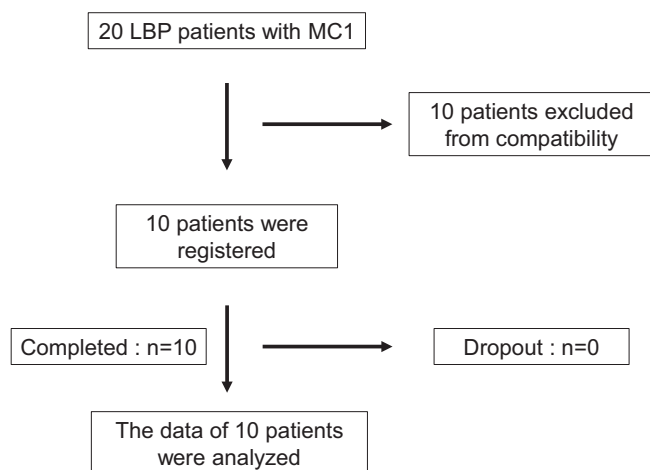 20 LBP patients with MC1
10 patients excluded
from compatibility
10 patients were
registered
Completed : n=10
Dropout : n=0
The data of 10 patients
were analyzed